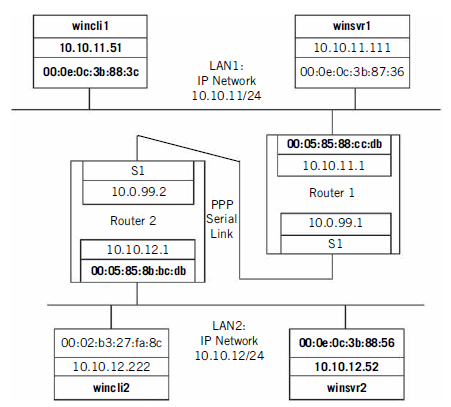 wincli1
10.10.11.51
00:0e:0c:3b:88:3c
winsvr1
10.10.11.111
00:0e:0c:3b:87:36
LAN1:
IP Network
10.10.11/24
00:05:85:88:cc:db
10.10.11.1
Router 1
10.0.99.1
S1
S1
10.0.99.2
Router 2
10.10.12.1
00:05:85:8b:bc:db
PPP
Serial
Link
LAN2:
IP Network
10.10.12/24
00:02:b3:27:fa:8c
10.10.12.222
wincli2
00:0e:0c:3b:88:56
10.10.12.52
winsvr2